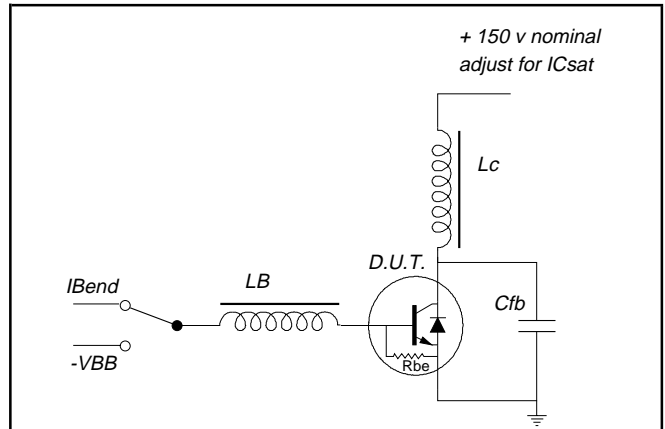 + 150 v nominal
adjust for ICsat
Lc
D.U.T.
LB
IBend
Cfb
-VBB
Rbe